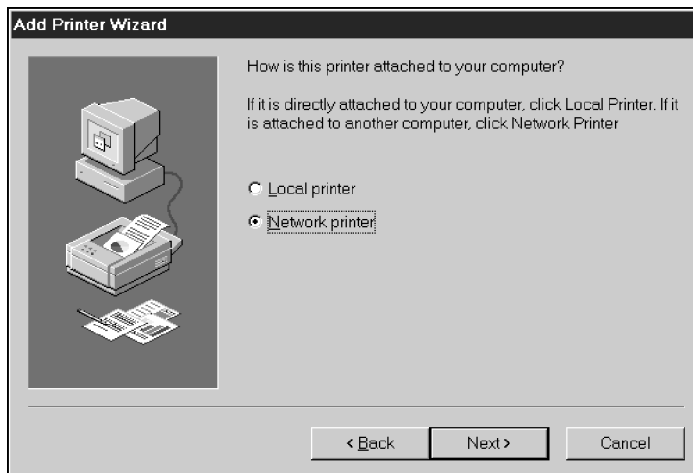 Add Printer Wizard
How is this printer attached to your computer?
If it is directly attached to your computer, click Local Printer. If it
is attached to another computer, click Network Printer
Local printer
Network printer
< Back
Next >
Cancel